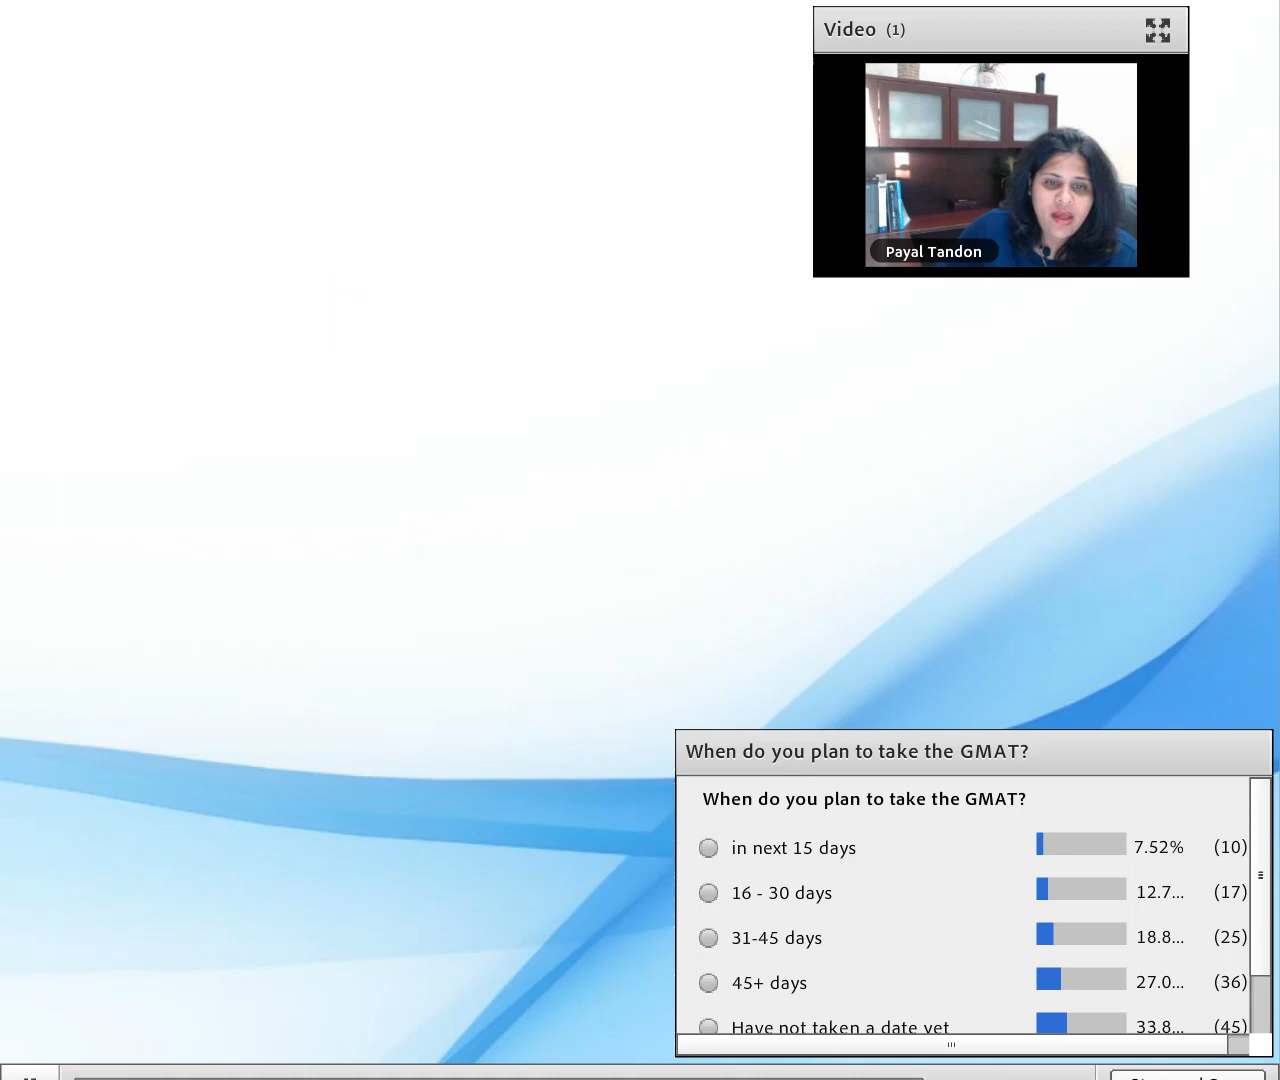 Video (1)
Payal Tandon
When do you plan to take the GMAT?
When do you plan to take the GMAT?
in next 15 days 7.52% (10)
16 - 30 days 12.7... (17)
31-45 days 18.8... (25)
45+ days 27.0... (36)
Have not taken a date yet 33.8... (45)